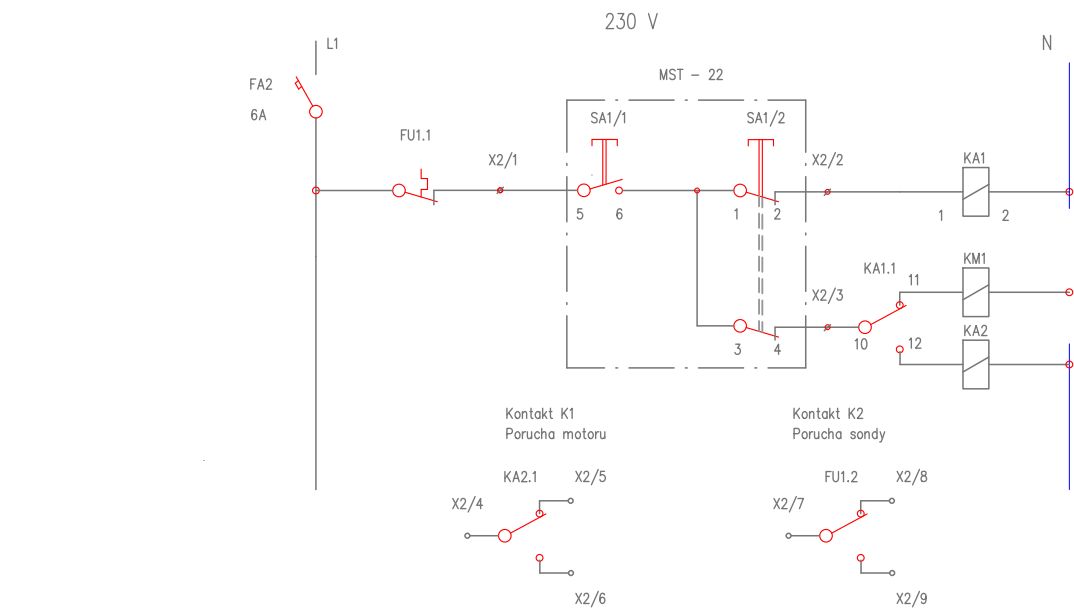 230 V
L1
N
MST - 22
FA2
6A
SA1/1
SA1/2
FU1.1
X2/1
X2/2
KA1
5
6
1
2
1
2
KA1.1
11
KM1
X2/3
KA2
3
4
10
12
Kontakt K1
Porucha motoru
Kontakt K2
Porucha sondy
KA2.1
X2/5
FU1.2
X2/8
X2/4
X2/7
X2/6
X2/9